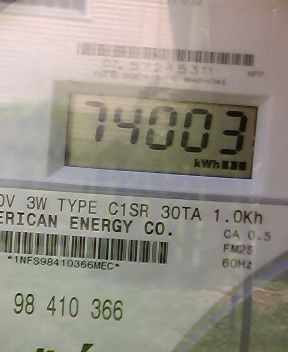 74003
kWh
0V 3W TYPE C1SR 30TA 1.0Kh
ERICAN ENERGY CO.
CA 0.5
FM2S
*1NFS98410366MEC*
60Hz
98 410 366